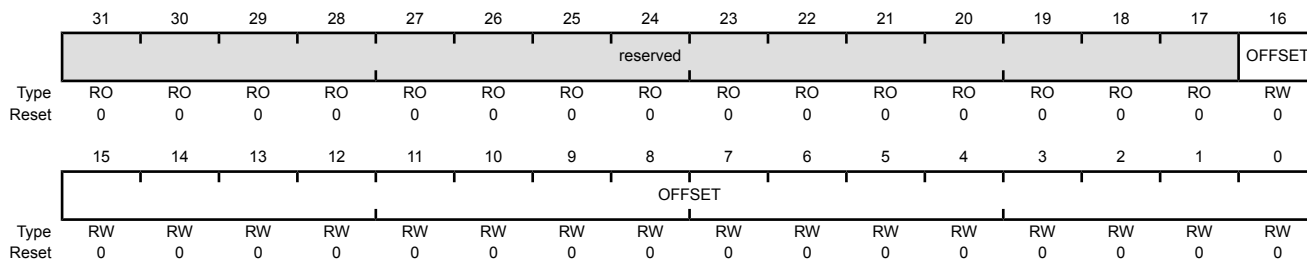 31 30 29 28 27 26 25 24 23 22 21 20 19 18 17 16
reserved OFFSET
Type RO RO RO RO RO RO RO RO RO RO RO RO RO RO RO RW
Reset 0 0 0 0 0 0 0 0 0 0 0 0 0 0 0 0
15 14 13 12 11 10 9 8 7 6 5 4 3 2 1 0
OFFSET
Type RW RW RW RW RW RW RW RW RW RW RW RW RW RW RW RW
Reset 0 0 0 0 0 0 0 0 0 0 0 0 0 0 0 0